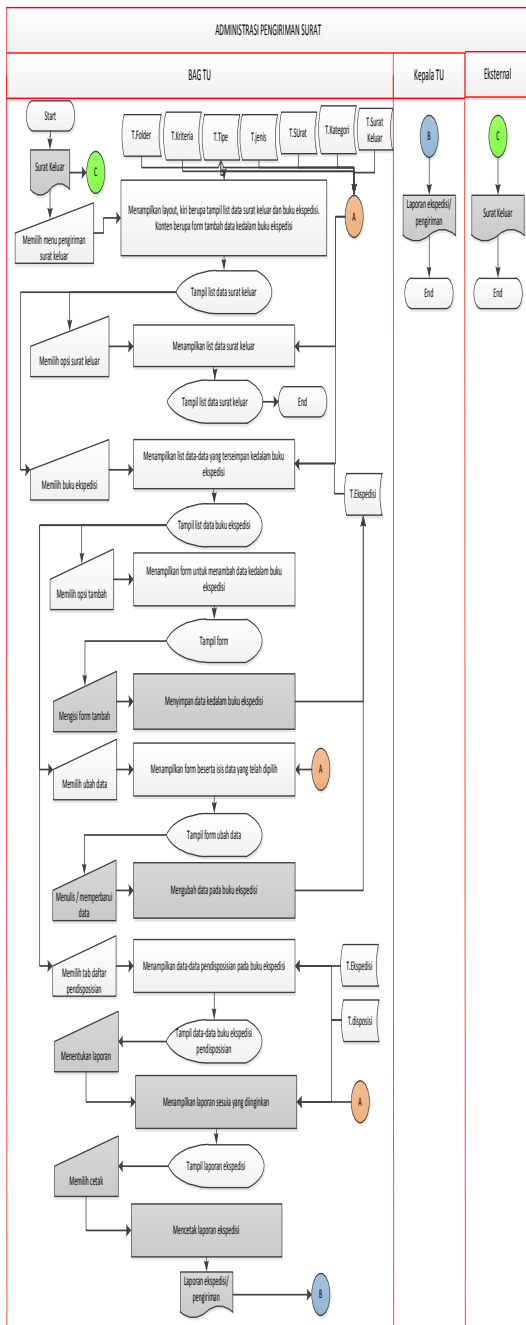 ADMINISTRASI PENGIRIMAN SURAT
BAG TU
Kepala TU
Eksternal
Start
T.Folder
T.Kriteria
T.Tipe
T.jenis
T.SUrat
T.Kategori
T.Surat
Keluar
B
C
Surat Keluar
C
A
Laporan ekspedisi/
pengiriman
Surat Keluar
Memilih menu pengiriman
surat keluar
Menampilkan layout, kiri berupa tampil list data surat keluar dan buku ekspedisi.
Konten berupa form tambah data kedalam buku ekspedisi
End
End
Tampil list data surat keluar
Memilih opsi surat keluar
Menampilkan list data surat keluar
Tampil list data surat keluar
End
Memilih buku ekspedisi
Menampilkan list data-data yang terseimpan kedalam buku
ekspedisi
T.Ekspedisi
Tampil list data buku ekspedisi
Memilih opsi tambah
Menampilkan form untuk menambah data kedalam buku
ekspedisi
Tampil form
Mengisi form tambah
Menyimpan data kedalam buku ekspedisi
Memilih ubah data
Menampilkan form beserta isis data yang telah dipilih
A
Tampil form ubah data
Menulis / memperbarui
data
Mengubah data pada buku ekspedisi
Memilih tab daftar
pendisposisian
Menampilkan data-data pendisposisian pada buku ekspedisi
T.Ekspedisi
T.disposisi
Tampil data-data buku ekspedisi
pendisposisian
Menentukan laporan
Menampilkan laporan sesuia yang diinginkan
A
Tampil laporan ekspedisi
Memilih cetak
Mencetak laporan ekspedisi
Laporan ekspedisi/
pengiriman
B